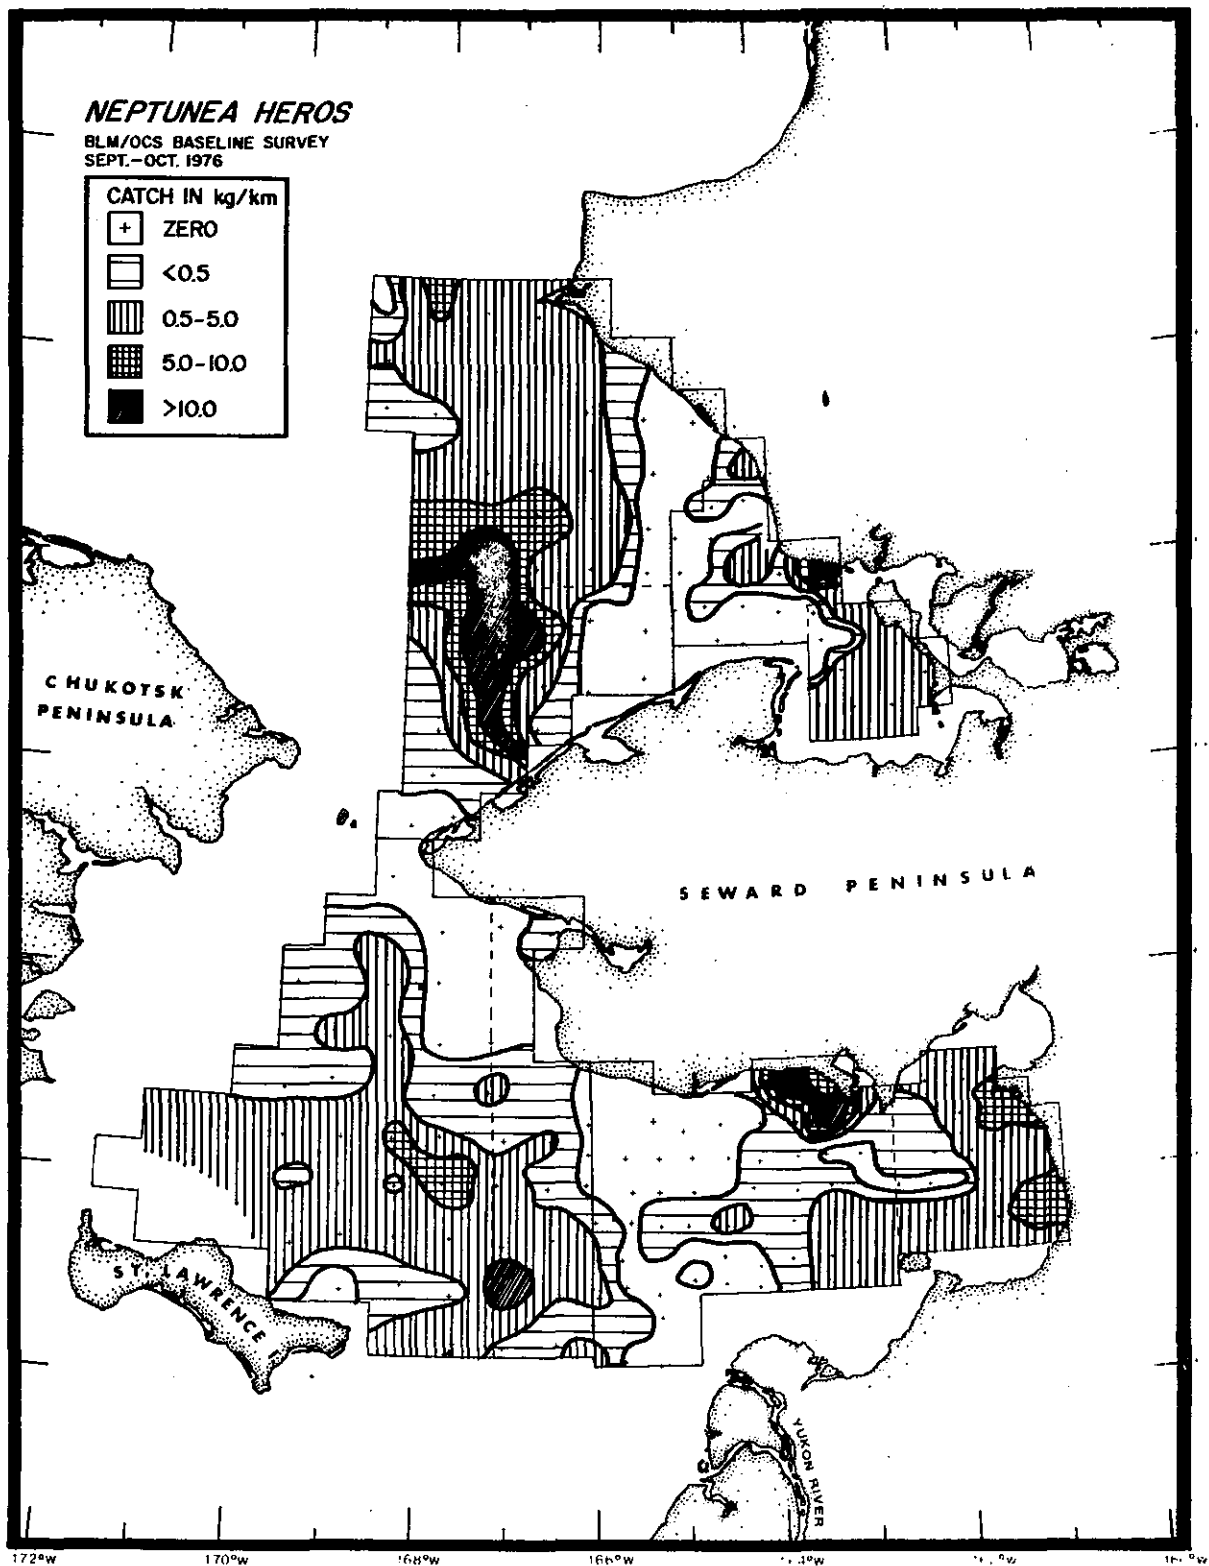 NEPTUNEA HEROS
BLM/OCS BASELINE SURVEY
SEPT.-OCT. 1976
CATCH IN kg/km
+ ZERO
<0.5
0.5-5.0
5.0-10.0
>10.0
CHUKOTSK
PENINSULA
SEWARD PENINSULA
ST. LAWRENCE I
YUKON RIVER
172°W 170°W 168°W 166°W